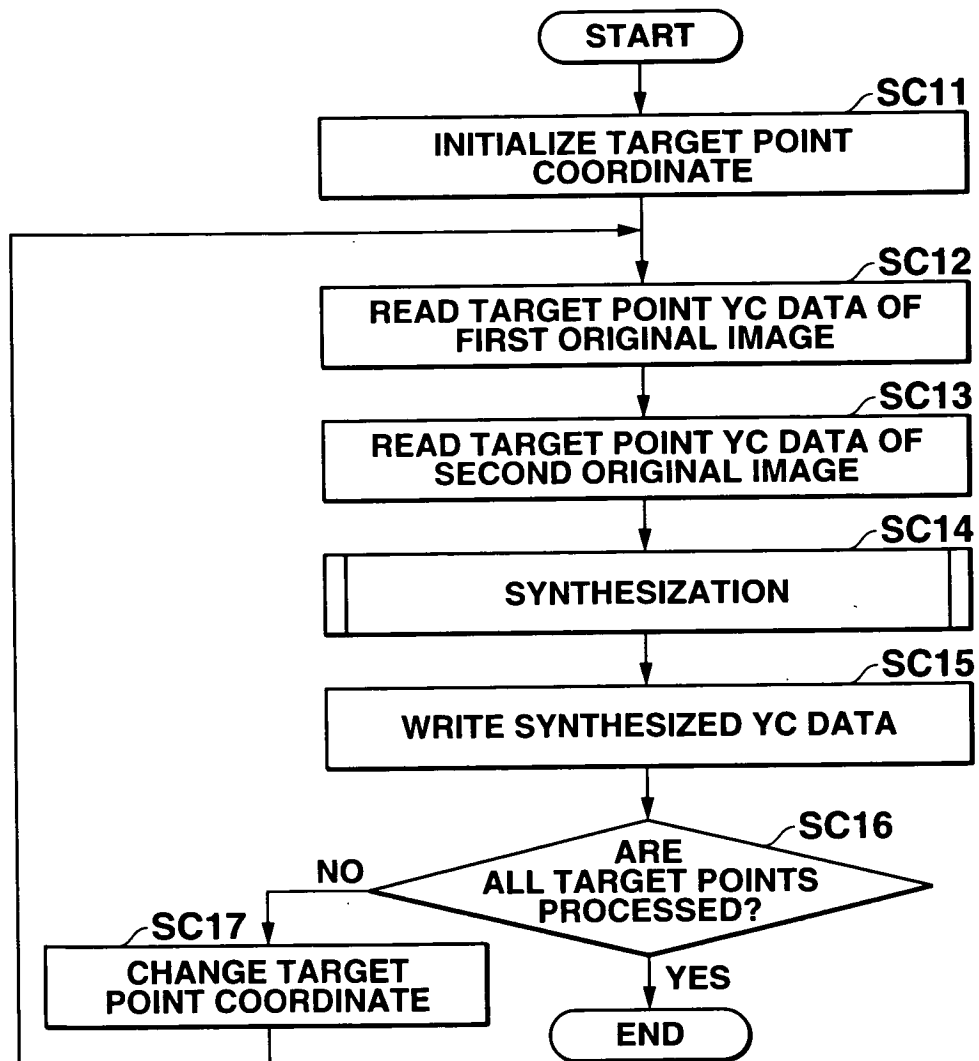 START
SC11
INITIALIZE TARGET POINT
COORDINATE
SC12
READ TARGET POINT YC DATA OF
FIRST ORIGINAL IMAGE
SC13
READ TARGET POINT YC DATA OF
SECOND ORIGINAL IMAGE
SC14
SYNTHESIZATION
SC15
WRITE SYNTHESIZED YC DATA
SC16
ARE
ALL TARGET POINTS
PROCESSED?
NO
SC17
CHANGE TARGET
POINT COORDINATE
YES
END